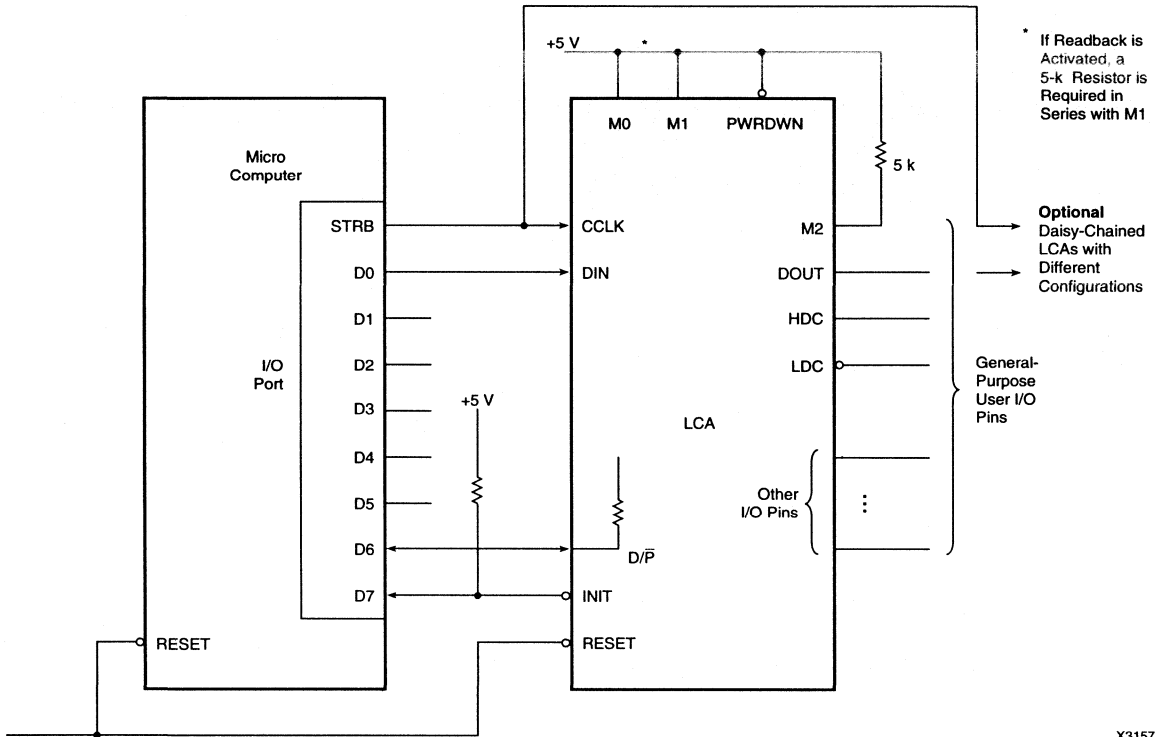 +5 V
*
* If Readback is
Activated, a
5-k Resistor is
Required in
Series with M1
M0 M1 PWRDWN
Micro
Computer
5 k
STRB
CCLK
M2
Optional
Daisy-Chained
LCAs with
Different
Configurations
D0
DIN
DOUT
D1
HDC
I/O
Port
D2
LDC
General-
Purpose
User I/O
Pins
+5 V
D3
LCA
D4
D5
Other
I/O Pins
D6
D/P̅
D7
INIT
RESET
RESET
X3157